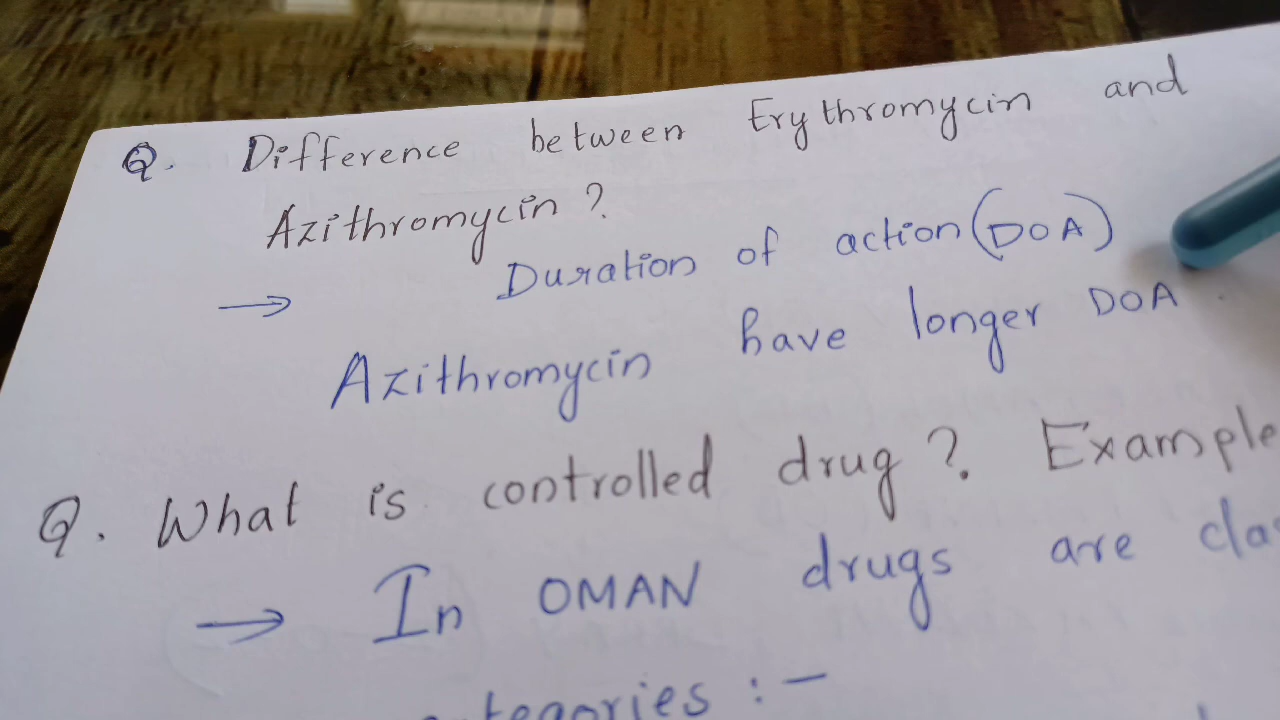 Q. Difference between Erythromycin and
Azithromycin ?
→ Duration of action (DOA)
Azithromycin have longer DOA.
Q. What is controlled drug ? Example
→ In OMAN drugs are
: -